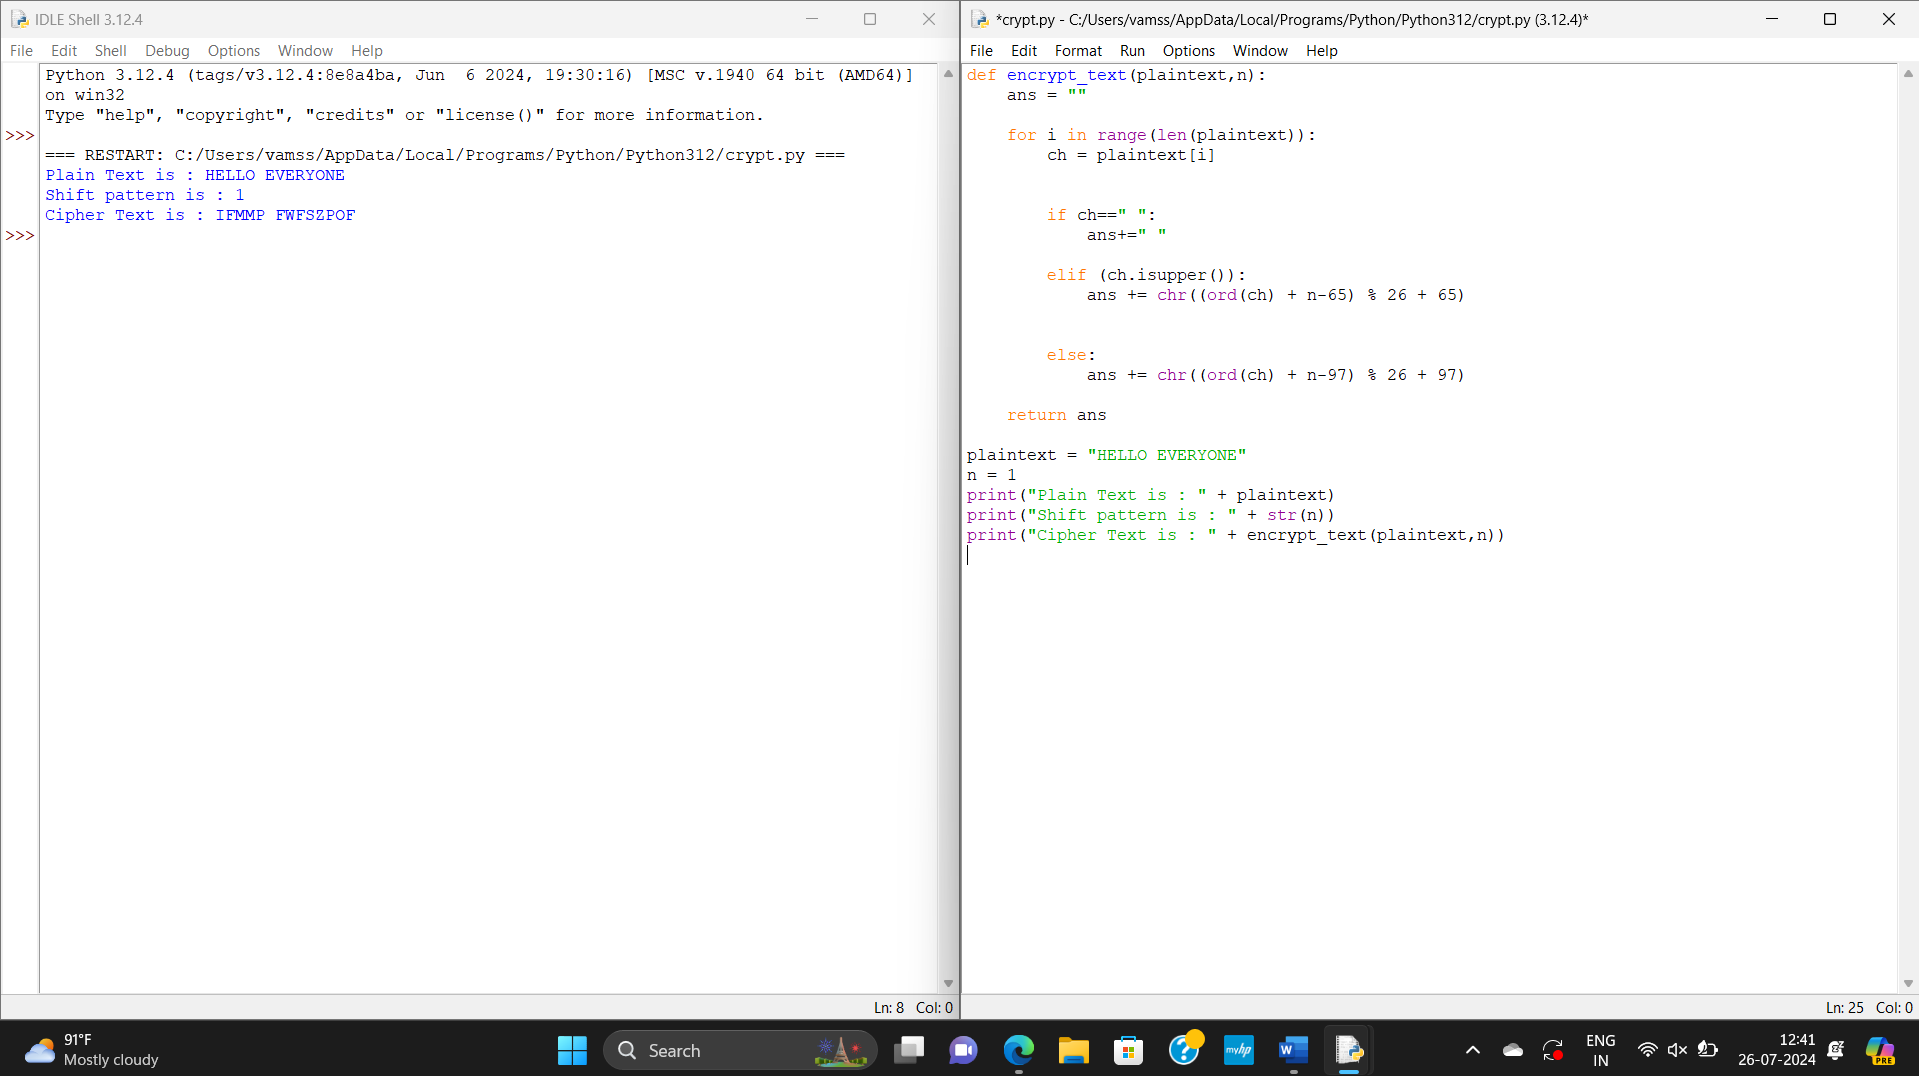 IDLE Shell 3.12.4
File Edit Shell Debug Options Window Help
Python 3.12.4 (tags/v3.12.4:8e8a4ba, Jun  6 2024, 19:30:16) [MSC v.1940 64 bit (AMD64)]
on win32
Type "help", "copyright", "credits" or "license()" for more information.
>>>
=== RESTART: C:/Users/vamss/AppData/Local/Programs/Python/Python312/crypt.py ===
Plain Text is : HELLO EVERYONE
Shift pattern is : 1
Cipher Text is : IFMMP FWFSZPOF
>>>
Ln: 8 Col: 0
*crypt.py - C:/Users/vamss/AppData/Local/Programs/Python/Python312/crypt.py (3.12.4)*
File Edit Format Run Options Window Help
def encrypt_text(plaintext,n):
    ans = ""
    for i in range(len(plaintext)):
        ch = plaintext[i]
        if ch==" ":
            ans+=" "
        elif (ch.isupper()):
            ans += chr((ord(ch) + n-65) % 26 + 65)
        else:
            ans += chr((ord(ch) + n-97) % 26 + 97)
    return ans
plaintext = "HELLO EVERYONE"
n = 1
print("Plain Text is : " + plaintext)
print("Shift pattern is : " + str(n))
print("Cipher Text is : " + encrypt_text(plaintext,n))
Ln: 25 Col: 0
91°F
Mostly cloudy
Search
myhp
W
ENG
IN
12:41
26-07-2024
PRE